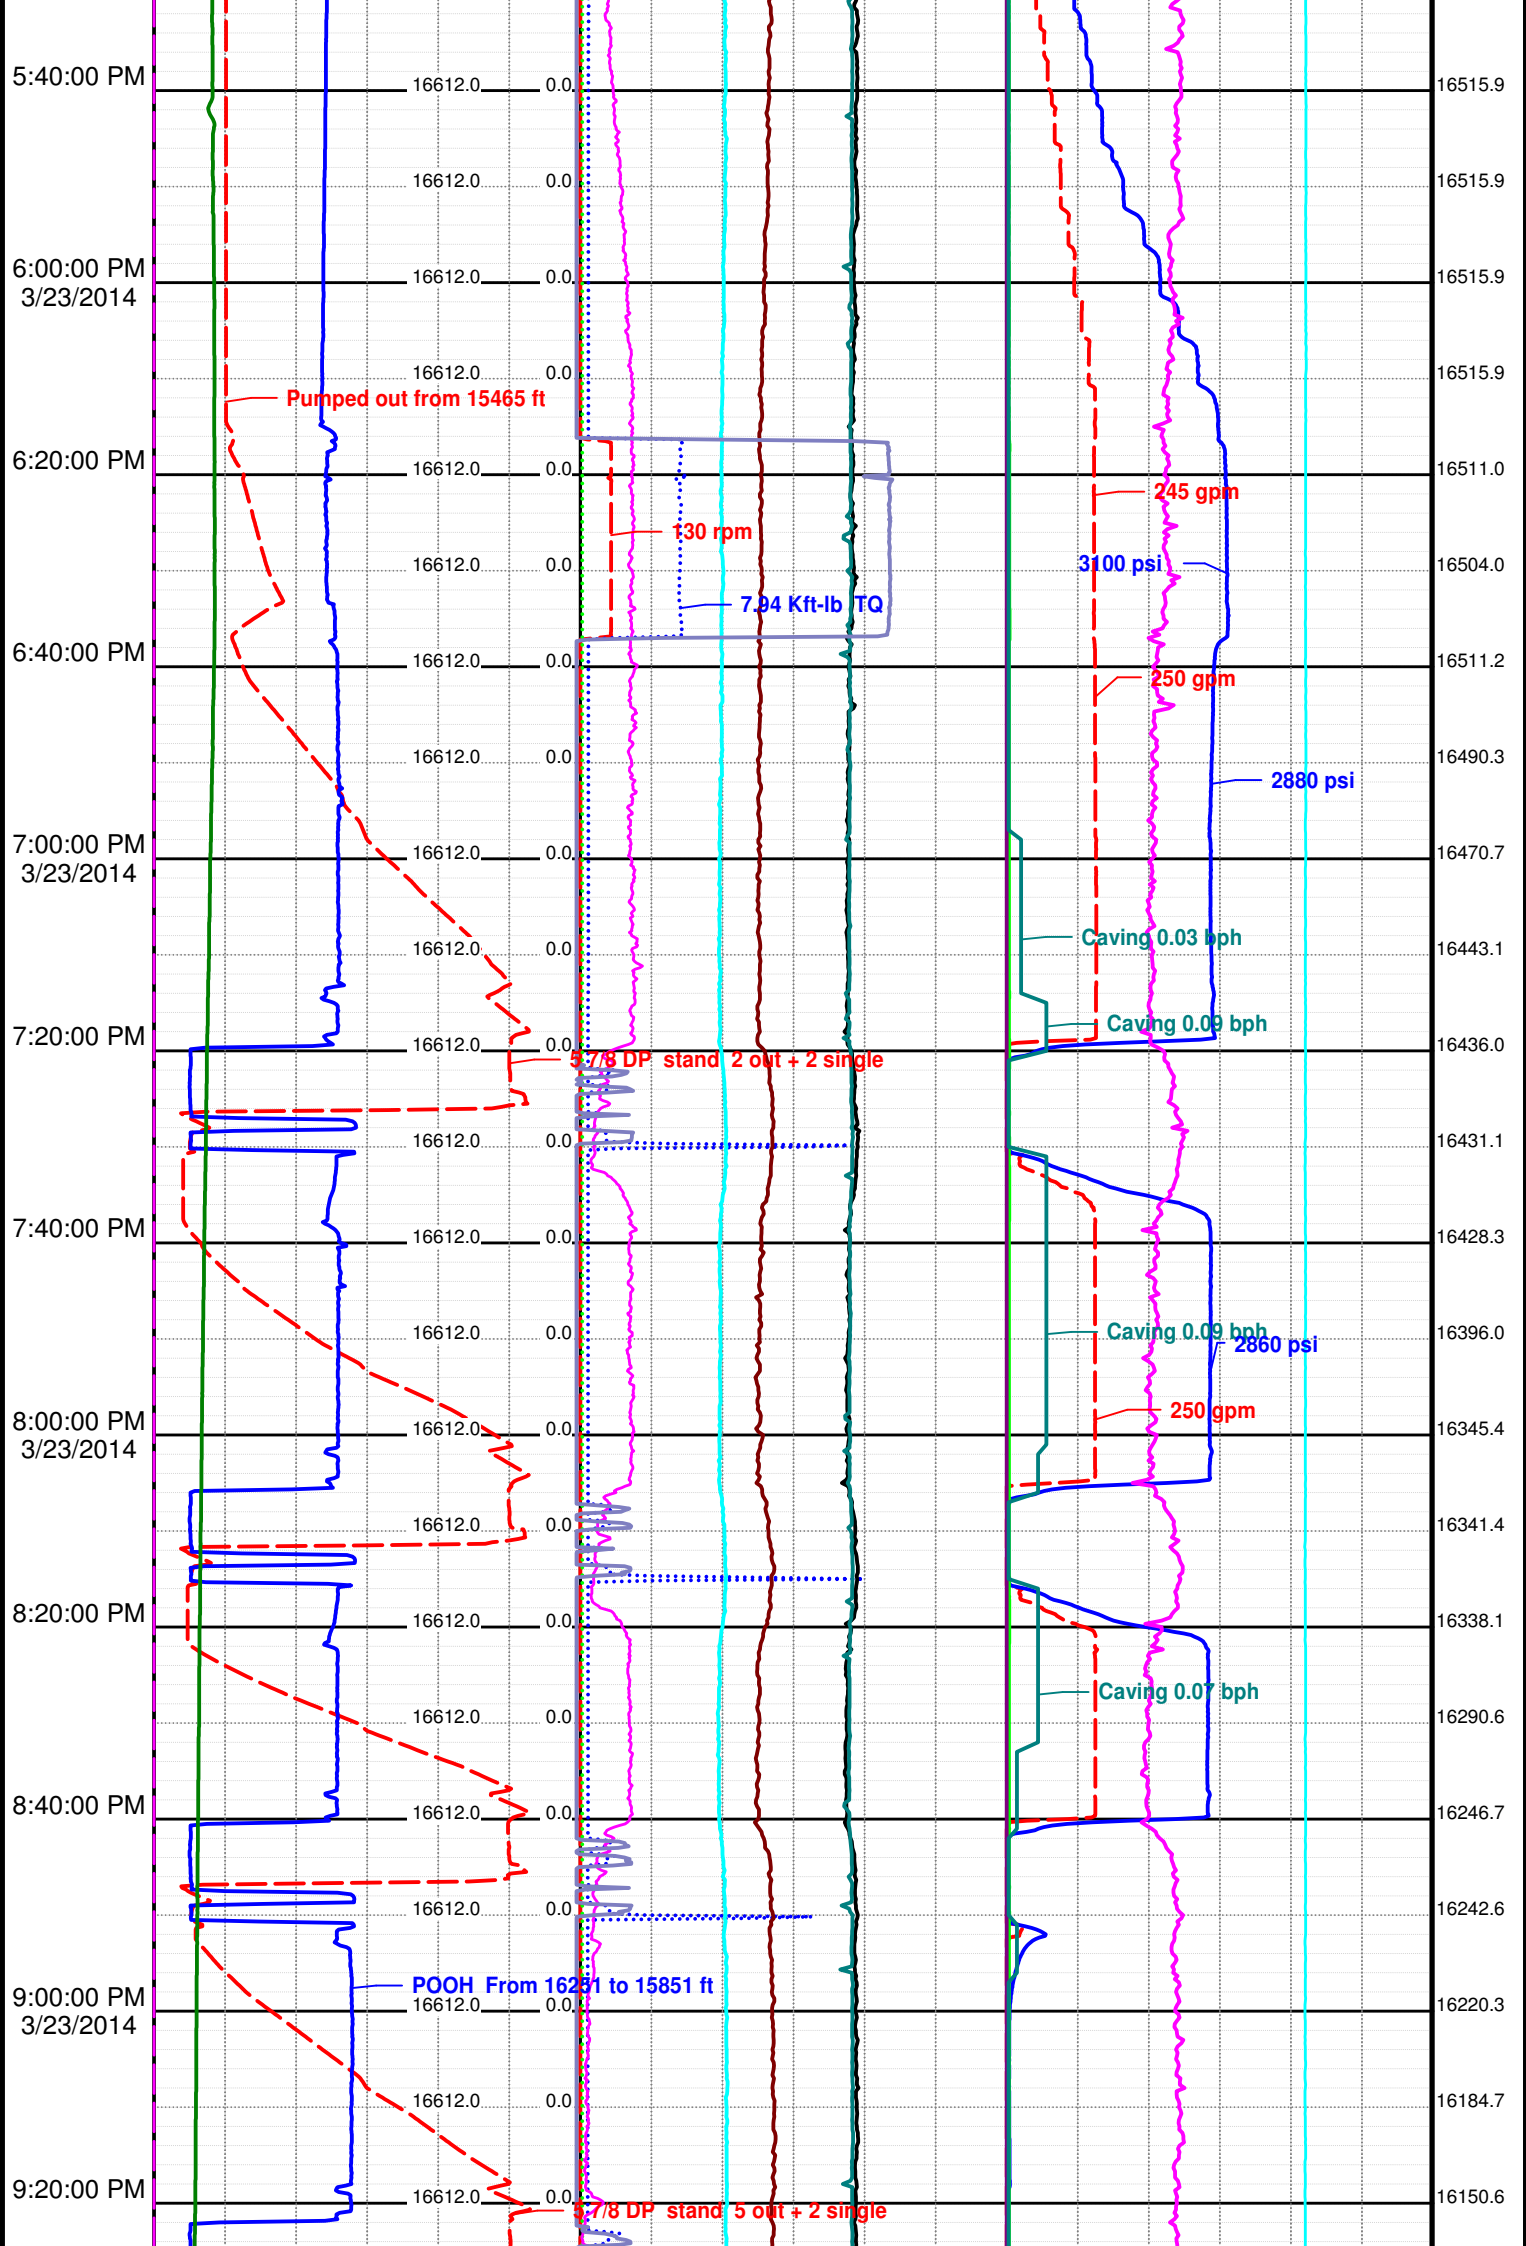 5:40:00 PM 16612.0 0.0 16515.9
16612.0 0.0 16515.9
6:00:00 PM 16612.0 0.0 16515.9
3/23/2014
16612.0 0.0 16515.9
Pumped out from 15465 ft
6:20:00 PM 16612.0 0.0 16511.0
245 gpm
130 rpm
16612.0 0.0 3100 psi 16504.0
7.94 Kft-lb TQ
6:40:00 PM 16612.0 0.0 16511.2
250 gpm
16612.0 0.0 16490.3
2880 psi
7:00:00 PM 16612.0 0.0 16470.7
3/23/2014
Caving 0.03 bph
16612.0 0.0 16443.1
Caving 0.09 bph
7:20:00 PM 16612.0 0.0 16436.0
5 7/8 DP stand 2 out + 2 single
16612.0 0.0 16431.1
7:40:00 PM 16612.0 0.0 16428.3
16612.0 0.0 Caving 0.09 bph 16396.0
2860 psi
250 gpm
8:00:00 PM 16612.0 0.0 16345.4
3/23/2014
16612.0 0.0 16341.4
8:20:00 PM 16612.0 0.0 16338.1
Caving 0.07 bph
16612.0 0.0 16290.6
8:40:00 PM 16612.0 0.0 16246.7
16612.0 0.0 16242.6
POOH From 16251 to 15851 ft
9:00:00 PM 16612.0 0.0 16220.3
3/23/2014
16612.0 0.0 16184.7
9:20:00 PM 16612.0 0.0 16150.6
5 7/8 DP stand 5 out + 2 single